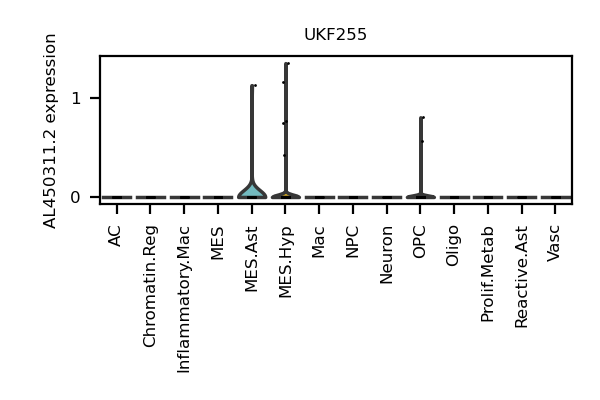 UKF255
AL450311.2 expression
1
0
AC
Chromatin.Reg
Inflammatory.Mac
MES
MES.Ast
MES.Hyp
Mac
NPC
Neuron
OPC
Oligo
Prolif.Metab
Reactive.Ast
Vasc